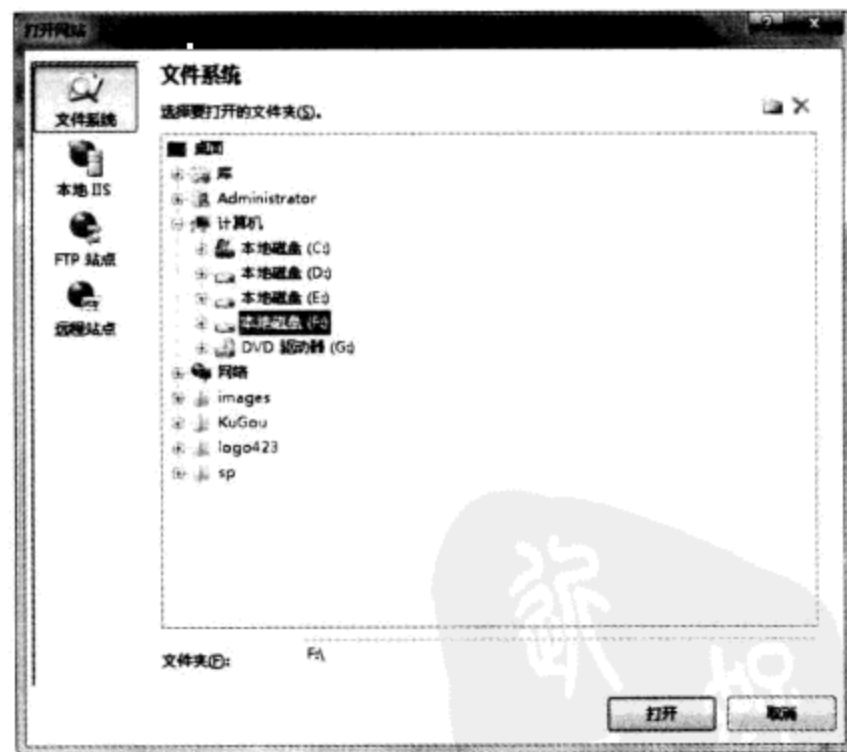 打开网站
文件系统
本地 IIS
FTP 站点
远程站点
文件系统
选择要打开的文件夹(S)。
桌面
库
Administrator
计算机
本地磁盘 (C:)
本地磁盘 (D:)
本地磁盘 (E:)
本地磁盘 (F:)
DVD 驱动器 (G:)
网络
images
KuGou
logo423
sp
文件夹(F):
F:\
打开
取消